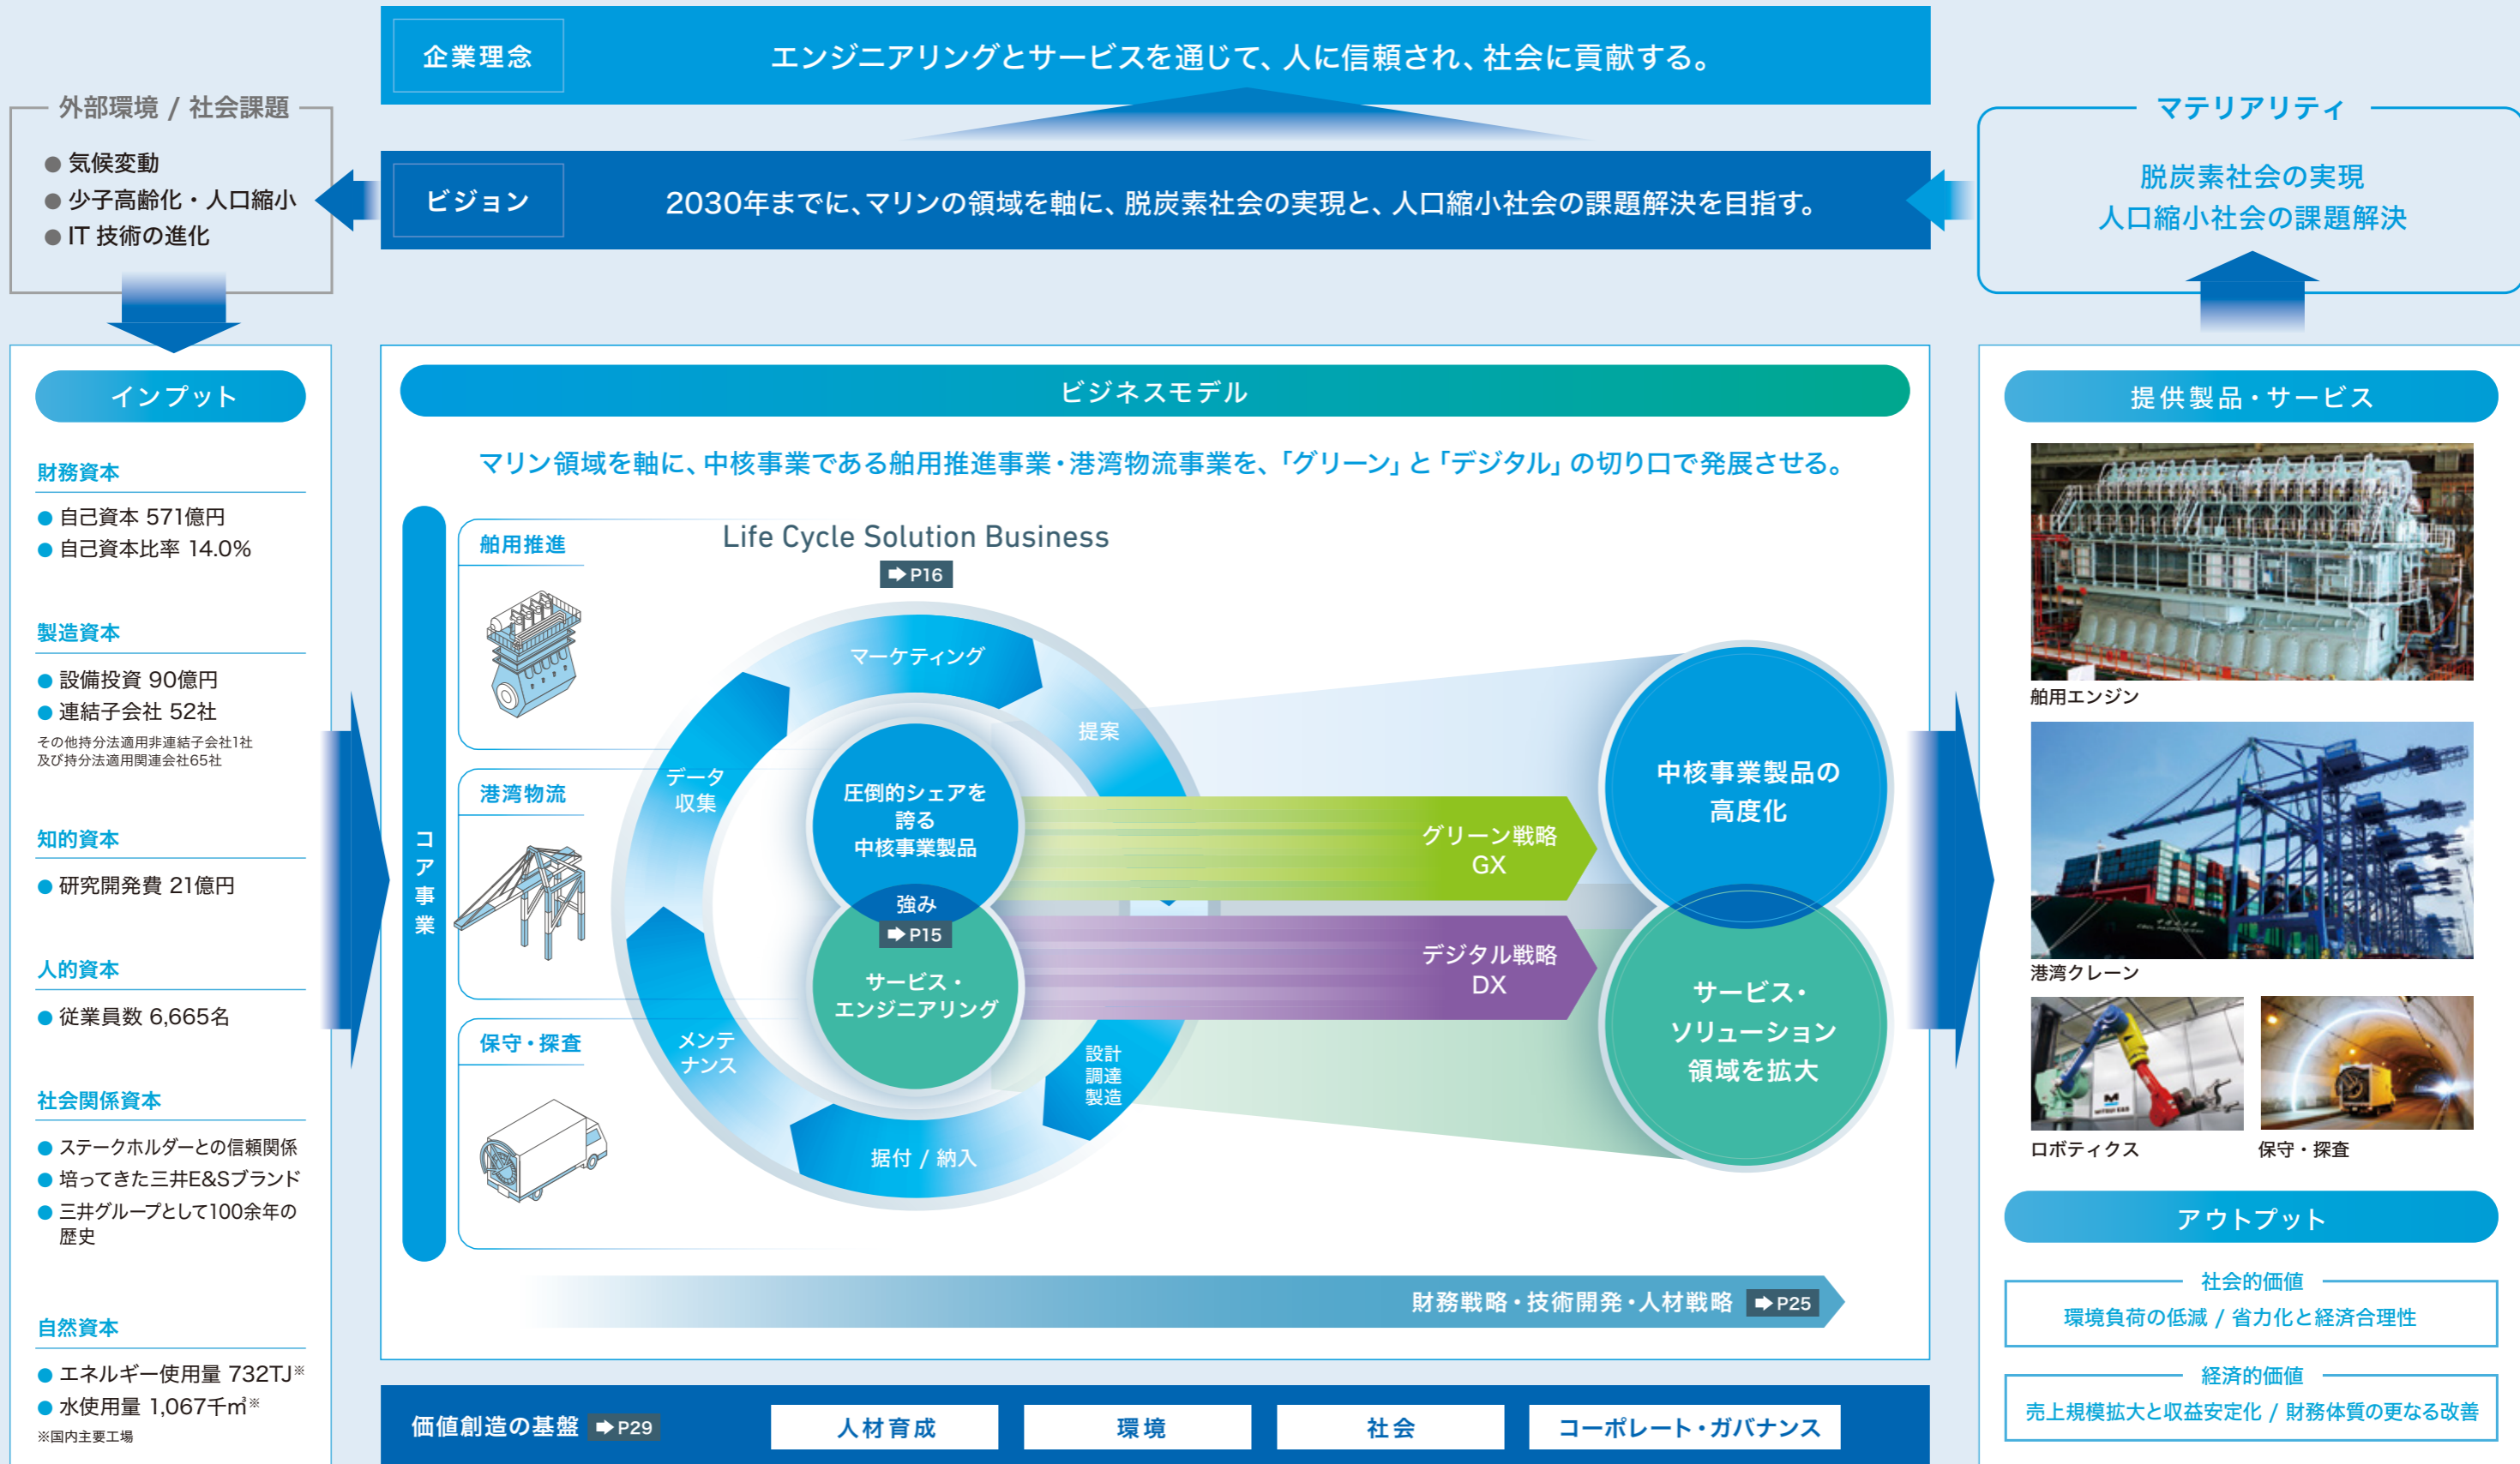 企業理念
エンジニアリングとサービスを通じて、人に信頼され、社会に貢献する。
外部環境 / 社会課題
● 気候変動
● 少子高齢化・人口縮小
● IT 技術の進化
ビジョン
2030年までに、マリンの領域を軸に、脱炭素社会の実現と、人口縮小社会の課題解決を目指す。
マテリアリティ
脱炭素社会の実現
人口縮小社会の課題解決
インプット
財務資本
● 自己資本 571億円
● 自己資本比率 14.0%
製造資本
● 設備投資 90億円
● 連結子会社 52社
その他持分法適用非連結子会社1社
及び持分法適用関連会社65社
知的資本
● 研究開発費 21億円
人的資本
● 従業員数 6,665名
社会関係資本
● ステークホルダーとの信頼関係
● 培ってきた三井E&Sブランド
● 三井グループとして100余年の
歴史
自然資本
● エネルギー使用量 732TJ※
● 水使用量 1,067千㎥※
※国内主要工場
ビジネスモデル
マリン領域を軸に、中核事業である舶用推進事業・港湾物流事業を、「グリーン」と「デジタル」の切り口で発展させる。
コア事業
舶用推進
港湾物流
保守・探査
Life Cycle Solution Business
➡P16
マーケティング
提案
設計
調達
製造
据付 / 納入
メンテ
ナンス
データ
収集
圧倒的シェアを
誇る
中核事業製品
強み
➡P15
サービス・
エンジニアリング
グリーン戦略
GX
デジタル戦略
DX
中核事業製品の
高度化
サービス・
ソリューション
領域を拡大
財務戦略・技術開発・人材戦略 ➡P25
価値創造の基盤 ➡P29
人材育成
環境
社会
コーポレート・ガバナンス
提供製品・サービス
舶用エンジン
港湾クレーン
MITSUI E&S
ロボティクス
保守・探査
アウトプット
社会的価値
環境負荷の低減 / 省力化と経済合理性
経済的価値
売上規模拡大と収益安定化 / 財務体質の更なる改善